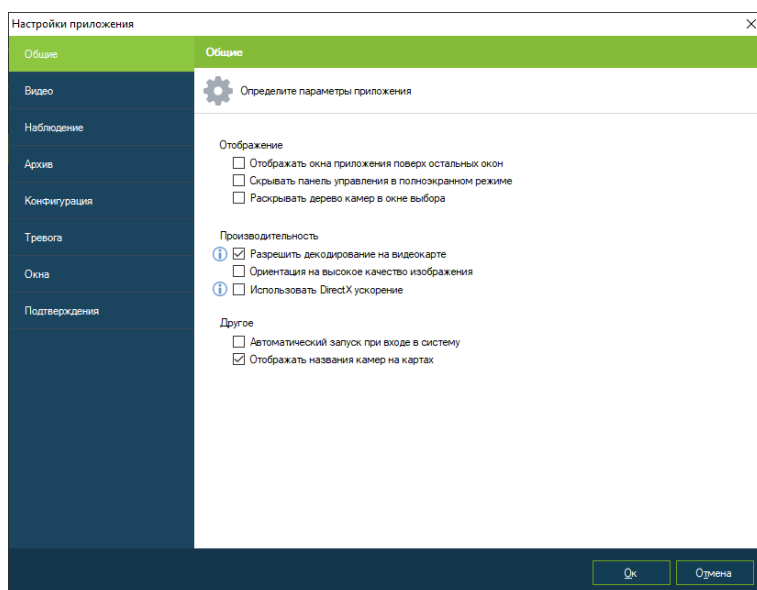 Настройки приложения
Общие
Видео
Наблюдение
Архив
Конфигурация
Тревога
Окна
Подтверждения
Общие
Определите параметры приложения
Отображение
Отображать окна приложения поверх остальных окон
Скрывать панель управления в полноэкранном режиме
Раскрывать дерево камер в окне выбора
Производительность
Разрешить декодирование на видеокарте
Ориентация на высокое качество изображения
Использовать DirectX ускорение
Другое
Автоматический запуск при входе в систему
Отображать названия камер на картах
Ок
Отмена